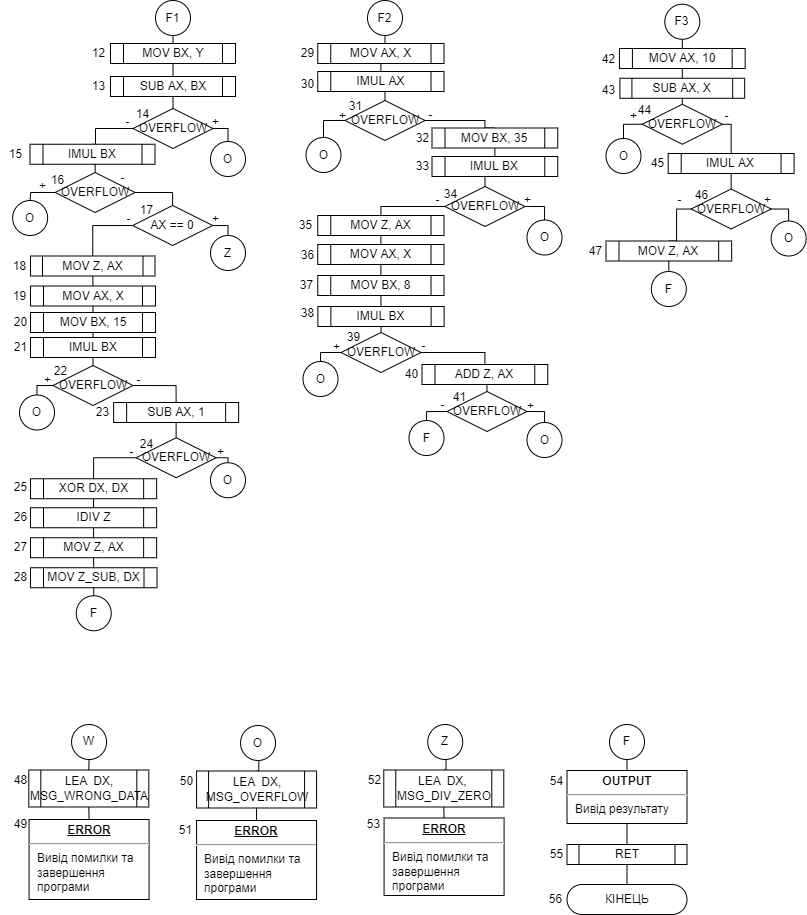 F1
12
MOV BX, Y
13
SUB AX, BX
14
- OVERFLOW +
O
15
IMUL BX
16
+ OVERFLOW -
O
17
- AX == 0 +
Z
18
MOV Z, AX
19
MOV AX, X
20
MOV BX, 15
21
IMUL BX
22
+ OVERFLOW -
O
23
SUB AX, 1
24
- OVERFLOW +
O
25
XOR DX, DX
26
IDIV Z
27
MOV Z, AX
28
MOV Z_SUB, DX
F
F2
29
MOV AX, X
30
IMUL AX
31
+ OVERFLOW -
O
32
MOV BX, 35
33
IMUL BX
34
- OVERFLOW +
O
35
MOV Z, AX
36
MOV AX, X
37
MOV BX, 8
38
IMUL BX
39
+ OVERFLOW -
O
40
ADD Z, AX
41
- OVERFLOW +
F
O
F3
42
MOV AX, 10
43
SUB AX, X
44
+ OVERFLOW -
O
45
IMUL AX
46
- OVERFLOW +
O
47
MOV Z, AX
F
W
48
LEA DX,
MSG_WRONG_DATA
49
ERROR
Вивід помилки та
завершення
програми
O
50
LEA DX,
MSG_OVERFLOW
51
ERROR
Вивід помилки та
завершення
програми
Z
52
LEA DX,
MSG_DIV_ZERO
53
ERROR
Вивід помилки та
завершення
програми
F
54
OUTPUT
Вивід результату
55
RET
56
КІНЕЦЬ